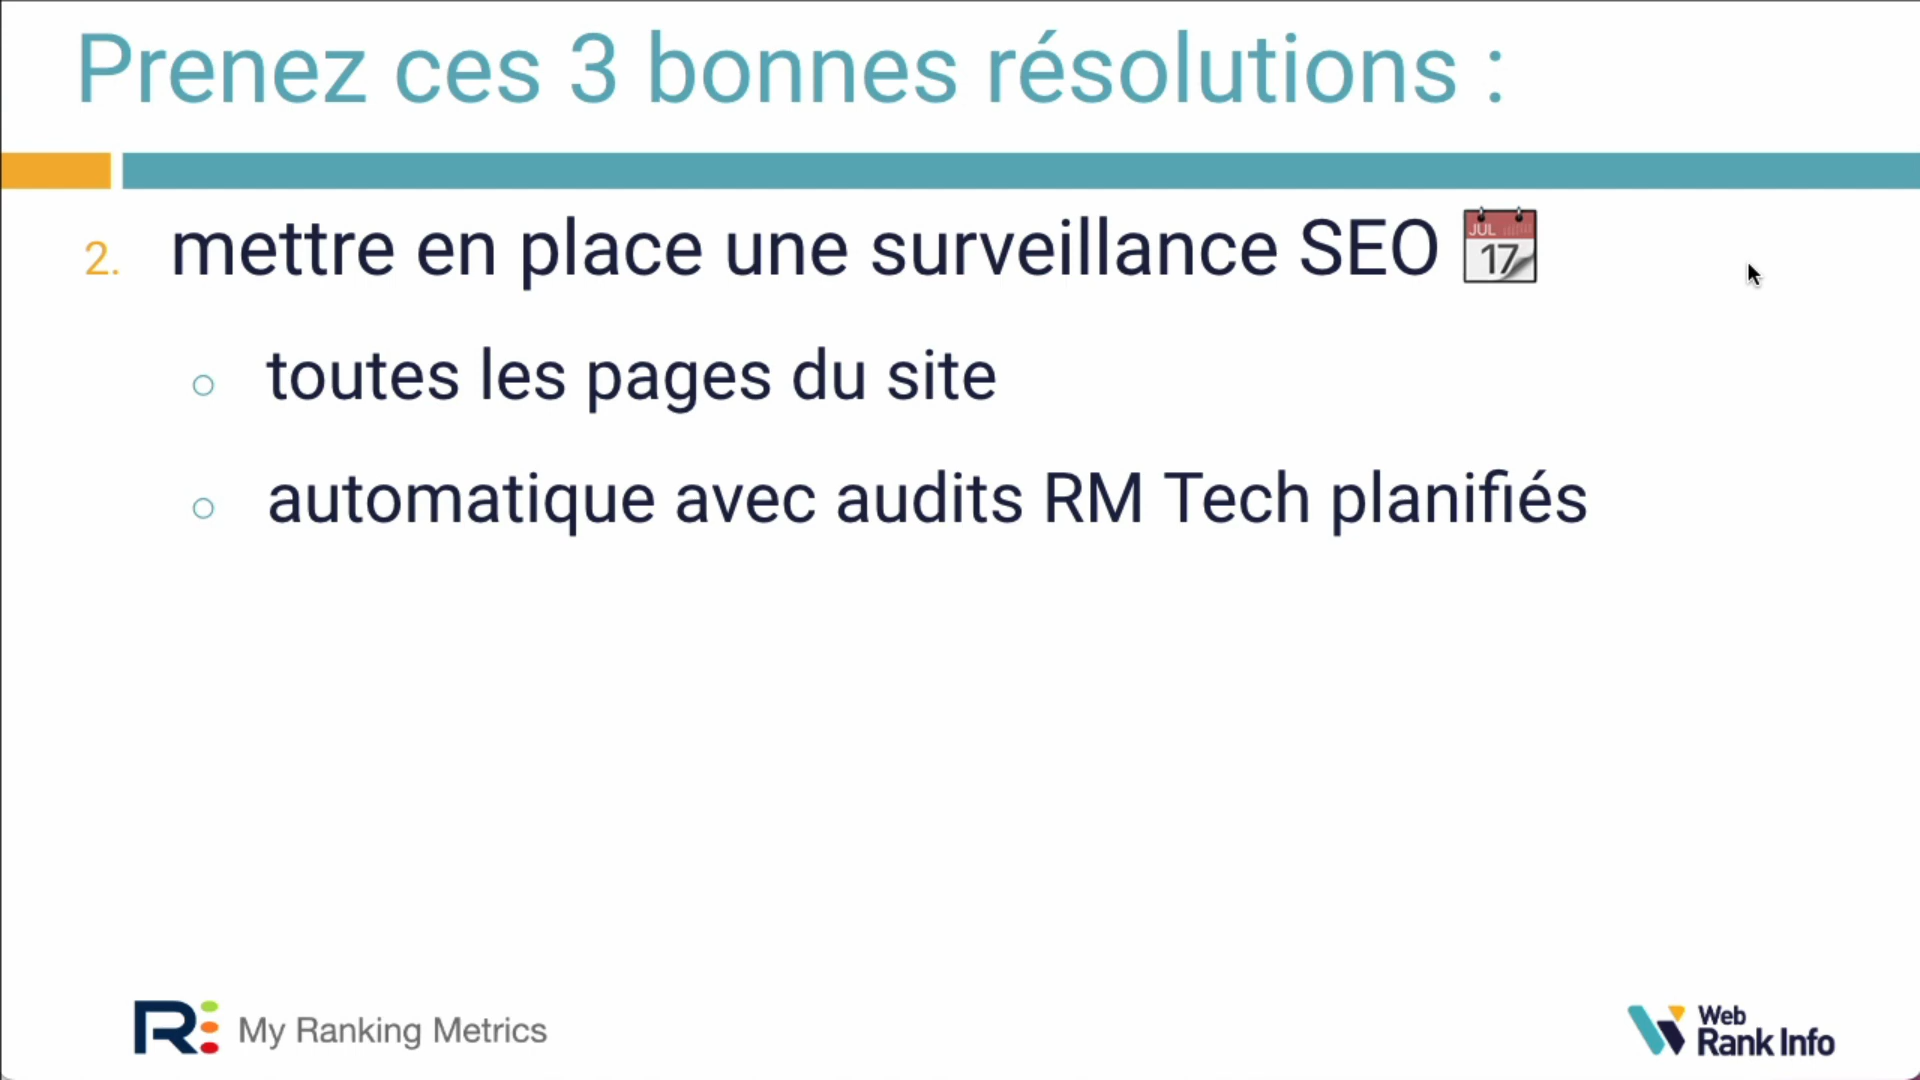 Prenez ces 3 bonnes résolutions :
2. mettre en place une surveillance SEO
JUL
17
○ toutes les pages du site
○ automatique avec audits RM Tech planifiés
R: My Ranking Metrics
Web
Rank Info